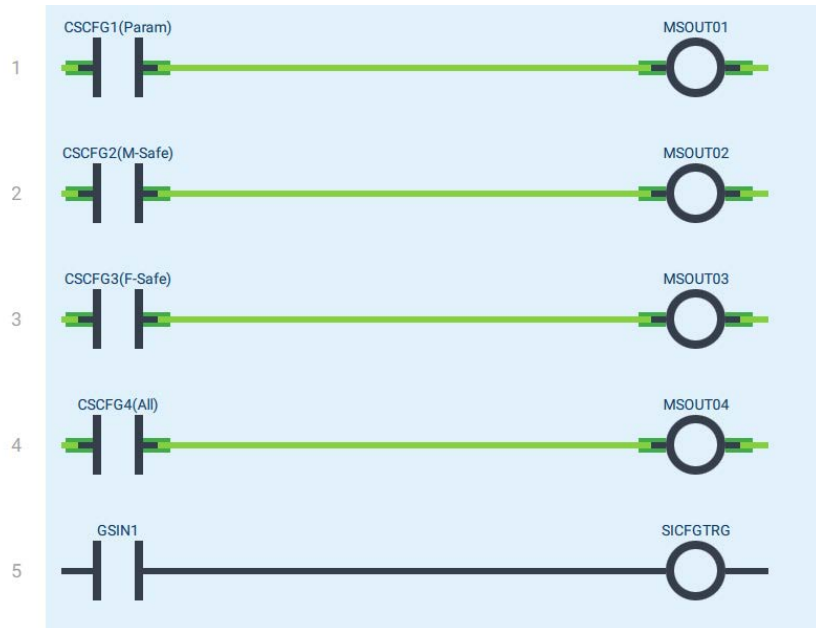 CSCFG1(Param) MSOUT01
1
CSCFG2(M-Safe) MSOUT02
2
CSCFG3(F-Safe) MSOUT03
3
CSCFG4(All) MSOUT04
4
GSIN1 SICFGTRG
5